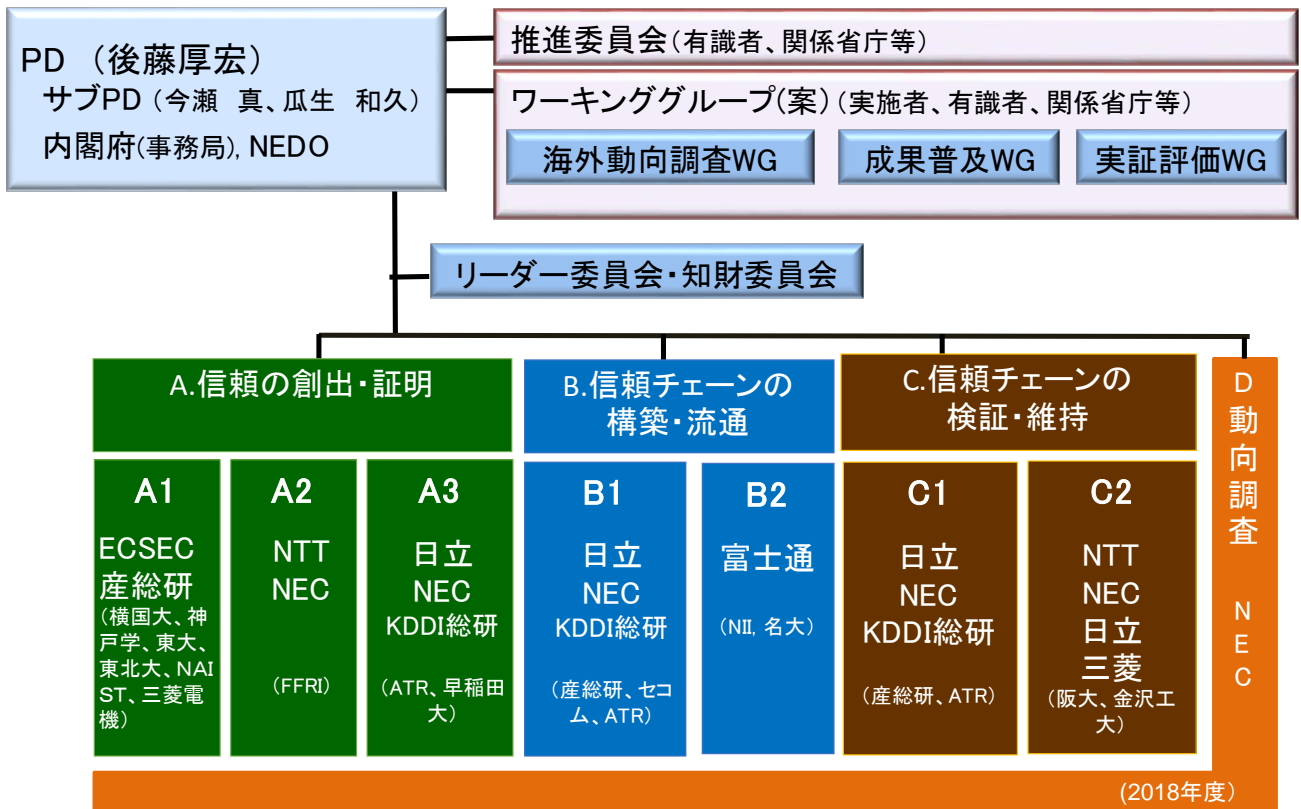 PD （後藤厚宏）
サブPD （今瀬　真、瓜生　和久）
内閣府(事務局), NEDO
推進委員会（有識者、関係省庁等）
ワーキンググループ(案)（実施者、有識者、関係省庁等）
海外動向調査WG
成果普及WG
実証評価WG
リーダー委員会・知財委員会
A.信頼の創出・証明
B.信頼チェーンの
構築・流通
C.信頼チェーンの
検証・維持
D
動
向
調
査
N
E
C
A1
ECSEC
産総研
（横国大、神
戸学、東大、
東北大、NAI
ST、三菱電
機）
A2
NTT
NEC
（FFRI）
A3
日立
NEC
KDDI総研
（ATR、早稲田
大）
B1
日立
NEC
KDDI総研
（産総研、セコ
ム、ATR）
B2
富士通
（NII, 名大）
C1
日立
NEC
KDDI総研
（産総研、ATR）
C2
NTT
NEC
日立
三菱
（阪大、金沢工
大）
(2018年度）